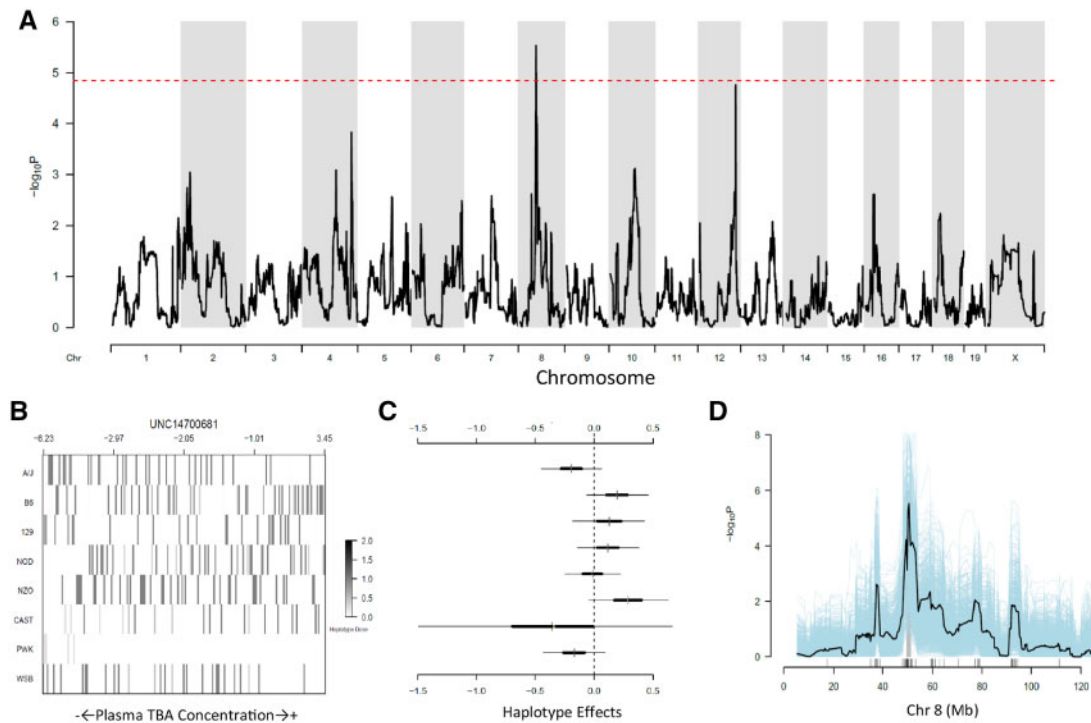 A
6
5
4
3
2
1
0
−log₁₀P
Chr 1 2 3 4 5 6 7 8 9 10 11 12 13 14 15 16 17 18 19 X
Chromosome
B
UNC14700681
−6.23 −2.97 −2.05 −1.01 3.45
A/J
B6
129
NOD
NZO
CAST
PWK
WSB
2.0
1.5
1.0
0.5
0.0
Haplotype Dose
-←Plasma TBA Concentration→+
C
−1.5 −1.0 −0.5 0.0 0.5
−1.5 −1.0 −0.5 0.0 0.5
Haplotype Effects
D
8
6
4
2
0
−log₁₀P
0 20 40 60 80 100 120
Chr 8 (Mb)